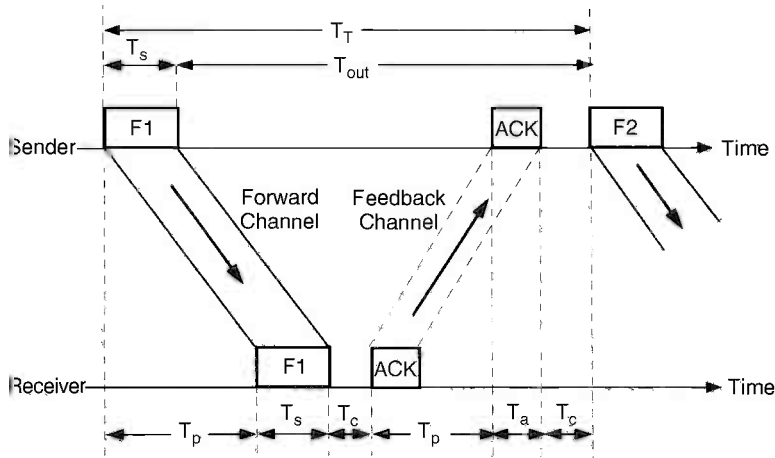 T_T
T_s
T_out
F1
ACK
F2
Sender
Time
Forward
Channel
Feedback
Channel
F1
ACK
Receiver
Time
T_p
T_s
T_c
T_p
T_a
T_c